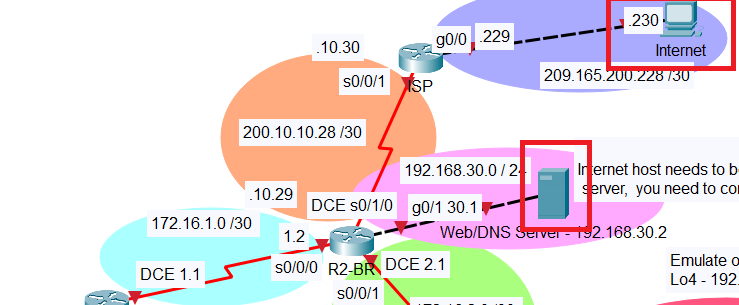 .230
g0/0
.229
Internet
.10.30
s0/0/1
ISP
209.165.200.228 /30
200.10.10.28 /30
192.168.30.0 / 24
Internet host needs to b
server, you need to co
.10.29
DCE s0/1/0
g0/1 30.1
172.16.1.0 /30
1.2
Web/DNS Server - 192.168.30.2
s0/0/0
R2-BR
DCE 2.1
Emulate o
DCE 1.1
Lo4 - 192.
s0/0/1